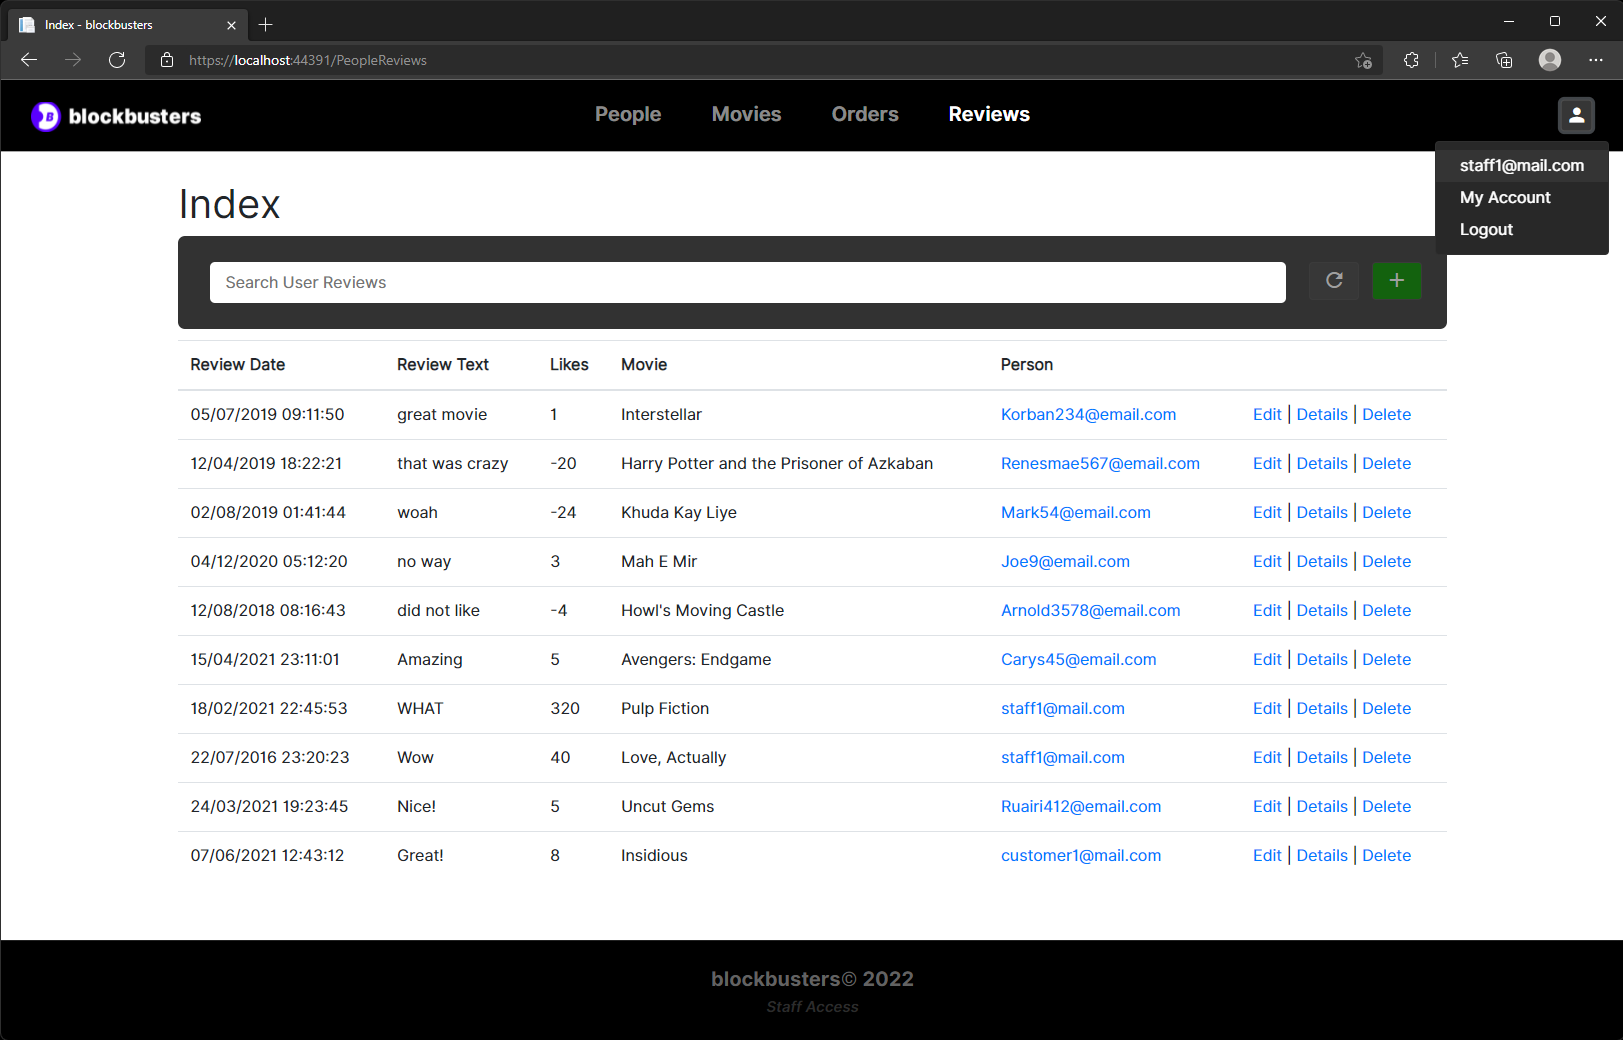 Index - blockbusters
https://localhost:44391/PeopleReviews
B blockbusters People Movies Orders Reviews
staff1@mail.com
My Account
Logout
Index
Search User Reviews
Review Date Review Text Likes Movie Person
05/07/2019 09:11:50 great movie 1 Interstellar Korban234@email.com Edit | Details | Delete
12/04/2019 18:22:21 that was crazy -20 Harry Potter and the Prisoner of Azkaban Renesmae567@email.com Edit | Details | Delete
02/08/2019 01:41:44 woah -24 Khuda Kay Liye Mark54@email.com Edit | Details | Delete
04/12/2020 05:12:20 no way 3 Mah E Mir Joe9@email.com Edit | Details | Delete
12/08/2018 08:16:43 did not like -4 Howl's Moving Castle Arnold3578@email.com Edit | Details | Delete
15/04/2021 23:11:01 Amazing 5 Avengers: Endgame Carys45@email.com Edit | Details | Delete
18/02/2021 22:45:53 WHAT 320 Pulp Fiction staff1@mail.com Edit | Details | Delete
22/07/2016 23:20:23 Wow 40 Love, Actually staff1@mail.com Edit | Details | Delete
24/03/2021 19:23:45 Nice! 5 Uncut Gems Ruairi412@email.com Edit | Details | Delete
07/06/2021 12:43:12 Great! 8 Insidious customer1@mail.com Edit | Details | Delete
blockbusters© 2022
Staff Access